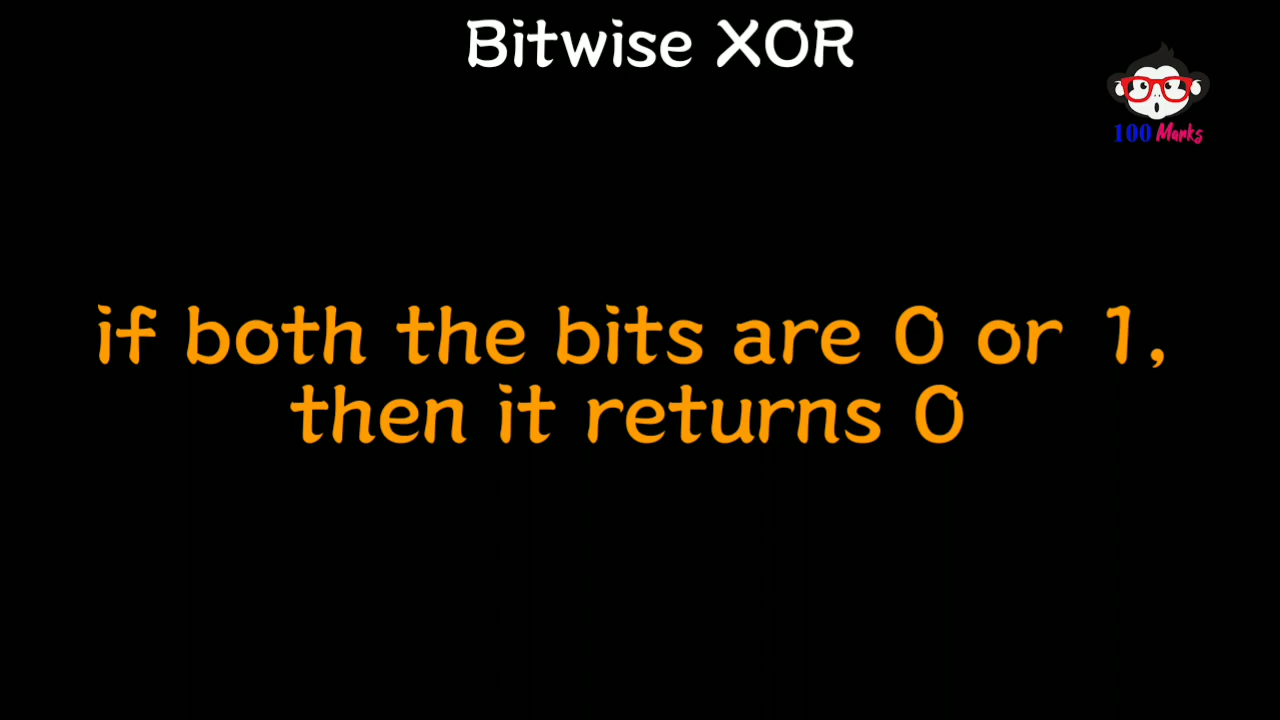 Bitwise XOR
100 Marks
if both the bits are 0 or 1,
then it returns 0